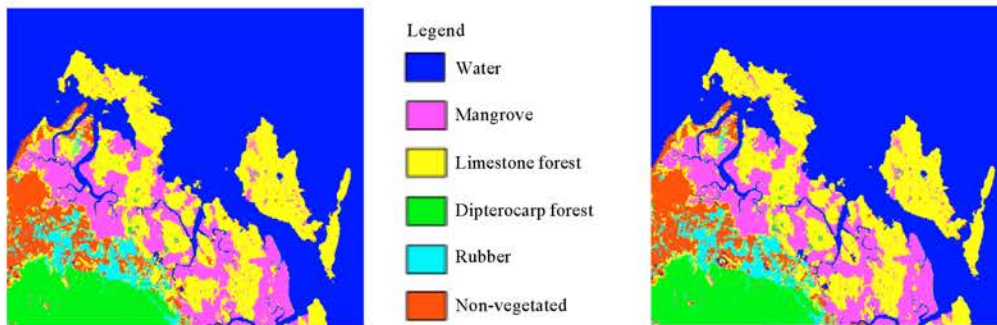 Legend
Water
Mangrove
Limestone forest
Dipterocarp forest
Rubber
Non-vegetated